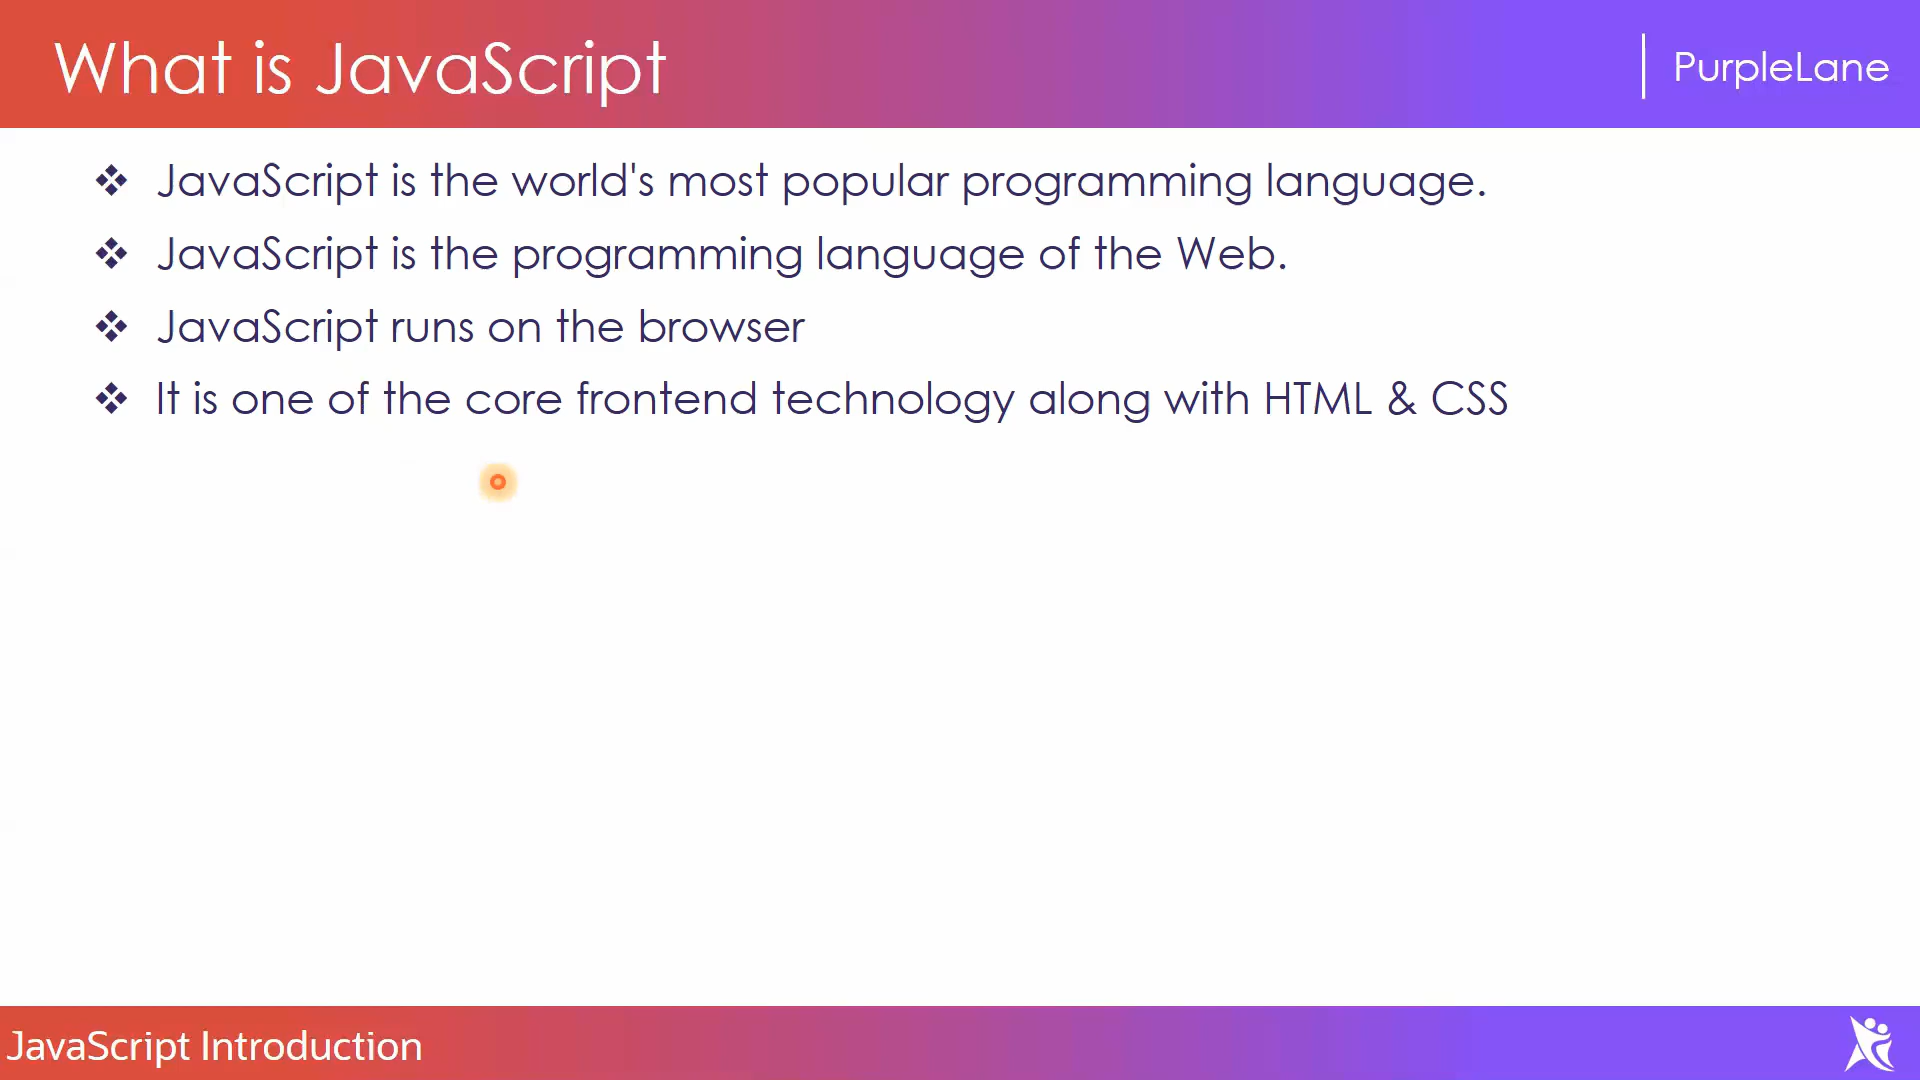 What is JavaScript
PurpleLane
❖ JavaScript is the world's most popular programming language.
❖ JavaScript is the programming language of the Web.
❖ JavaScript runs on the browser
❖ It is one of the core frontend technology along with HTML & CSS
JavaScript Introduction